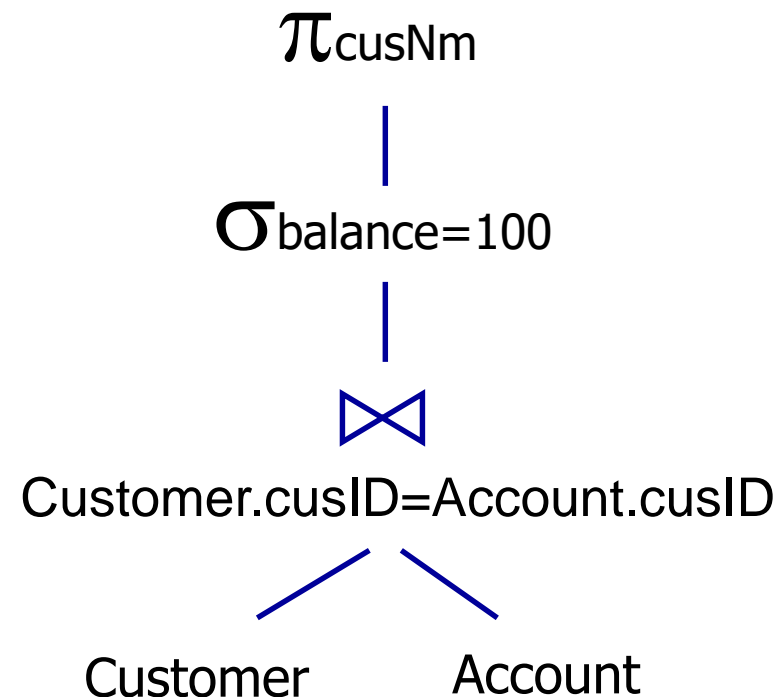 πcusNm
σbalance=100
⋈
Customer.cusID=Account.cusID
Customer Account